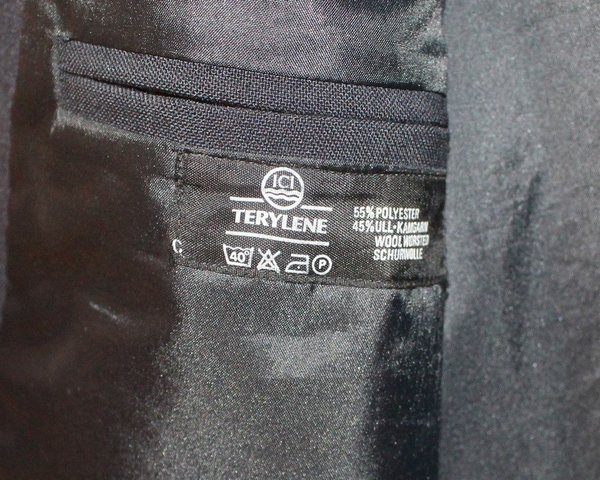 ICI
TERYLENE
55% POLYESTER
45% ULL-KAMGARN
WOOL WORSTED
SCHURWOLLE
40°
P
C